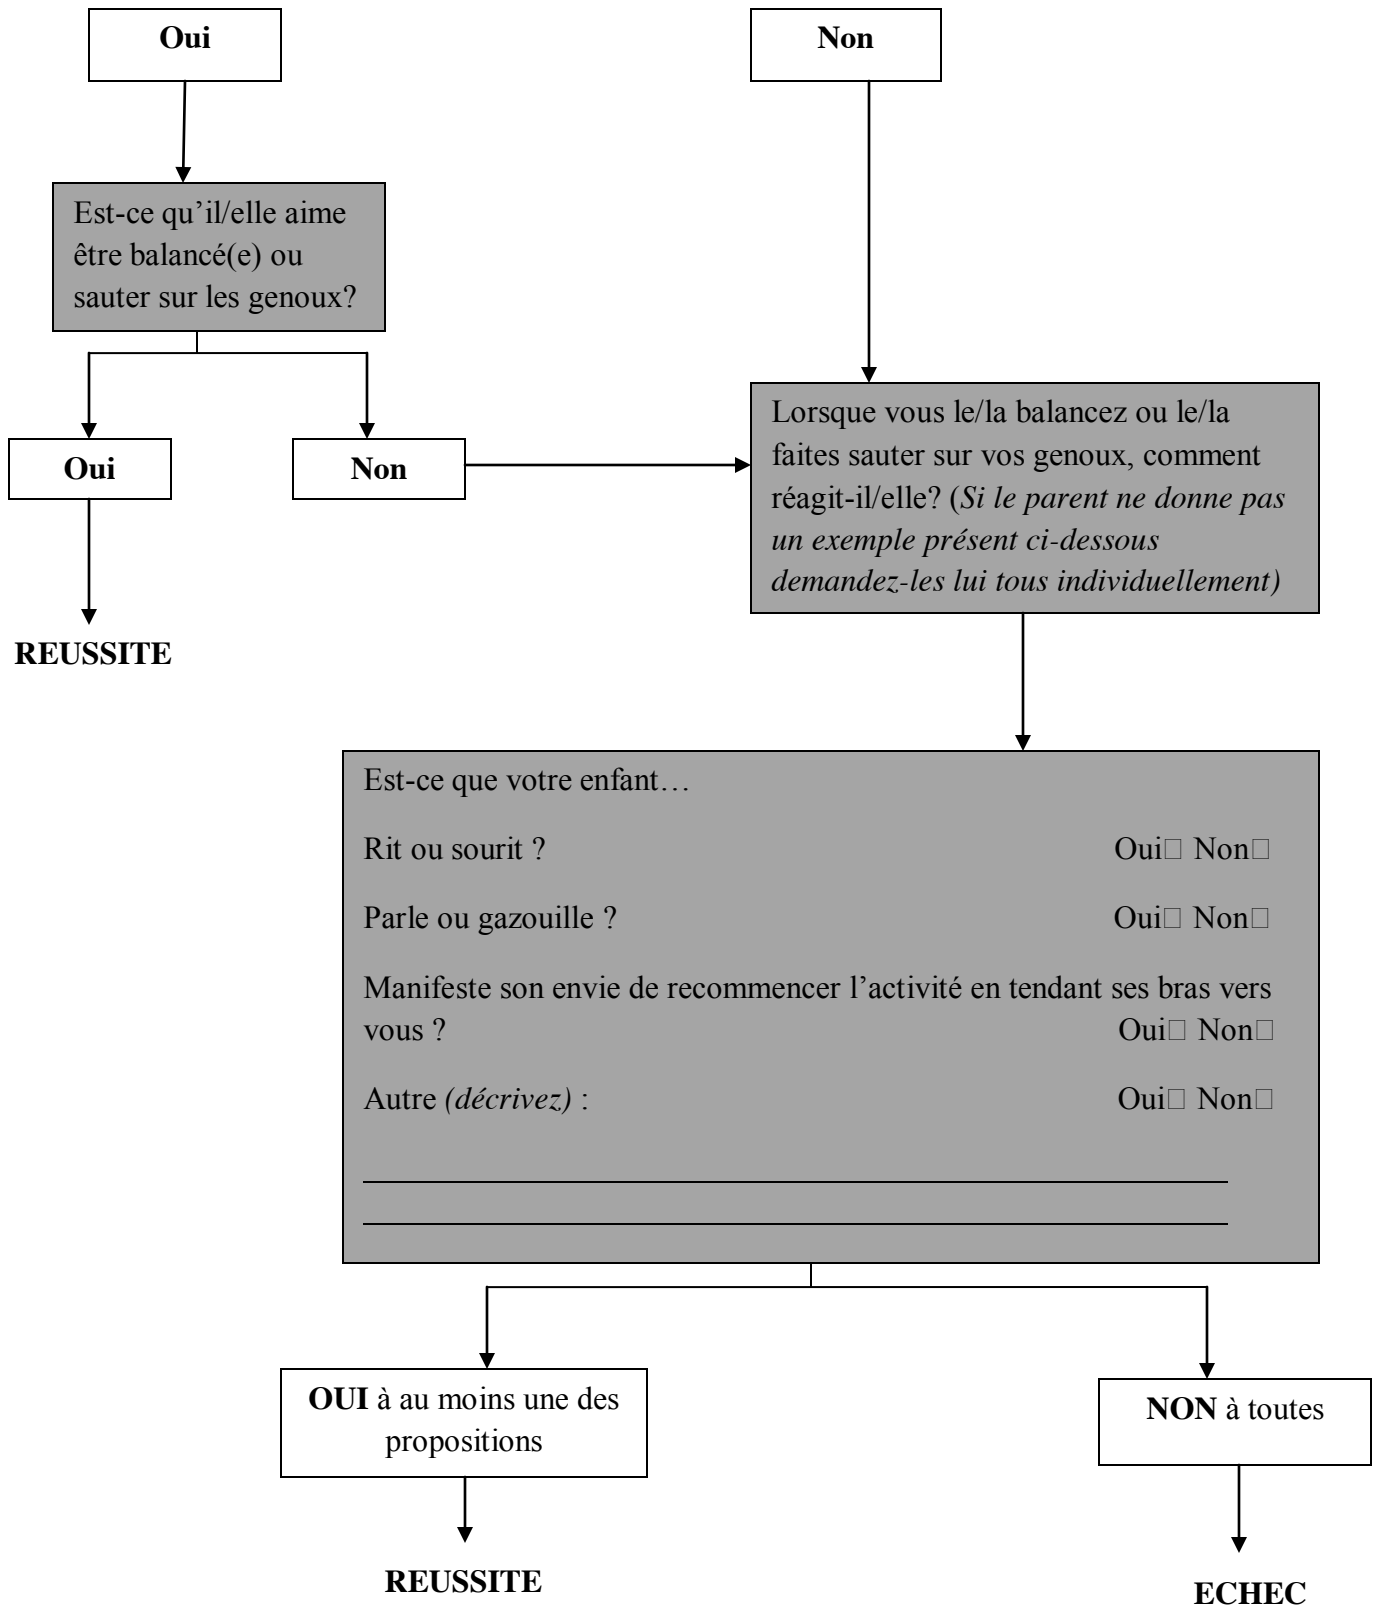 Oui
Non
Est-ce qu’il/elle aime
être balancé(e) ou
sauter sur les genoux?
Oui
Non
Lorsque vous le/la balancez ou le/la
faites sauter sur vos genoux, comment
réagit-il/elle? (Si le parent ne donne pas
un exemple présent ci-dessous
demandez-les lui tous individuellement)
REUSSITE
Est-ce que votre enfant…
Rit ou sourit ? Oui□ Non□
Parle ou gazouille ? Oui□ Non□
Manifeste son envie de recommencer l’activité en tendant ses bras vers
vous ? Oui□ Non□
Autre (décrivez) : Oui□ Non□
OUI à au moins une des
propositions
NON à toutes
REUSSITE
ECHEC